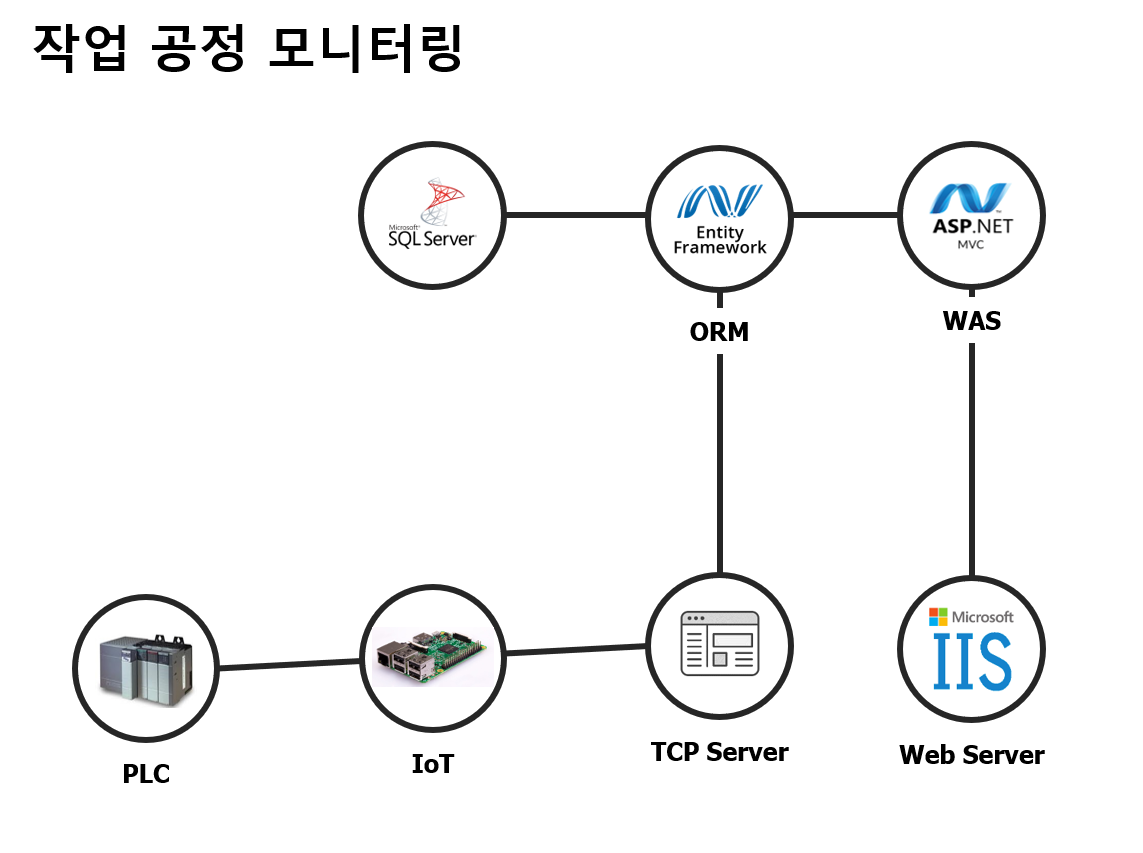 작업 공정 모니터링
Microsoft
SQL Server
Entity
Framework
ASP.NET
MVC
ORM
WAS
Microsoft
IIS
PLC
IoT
TCP Server
Web Server